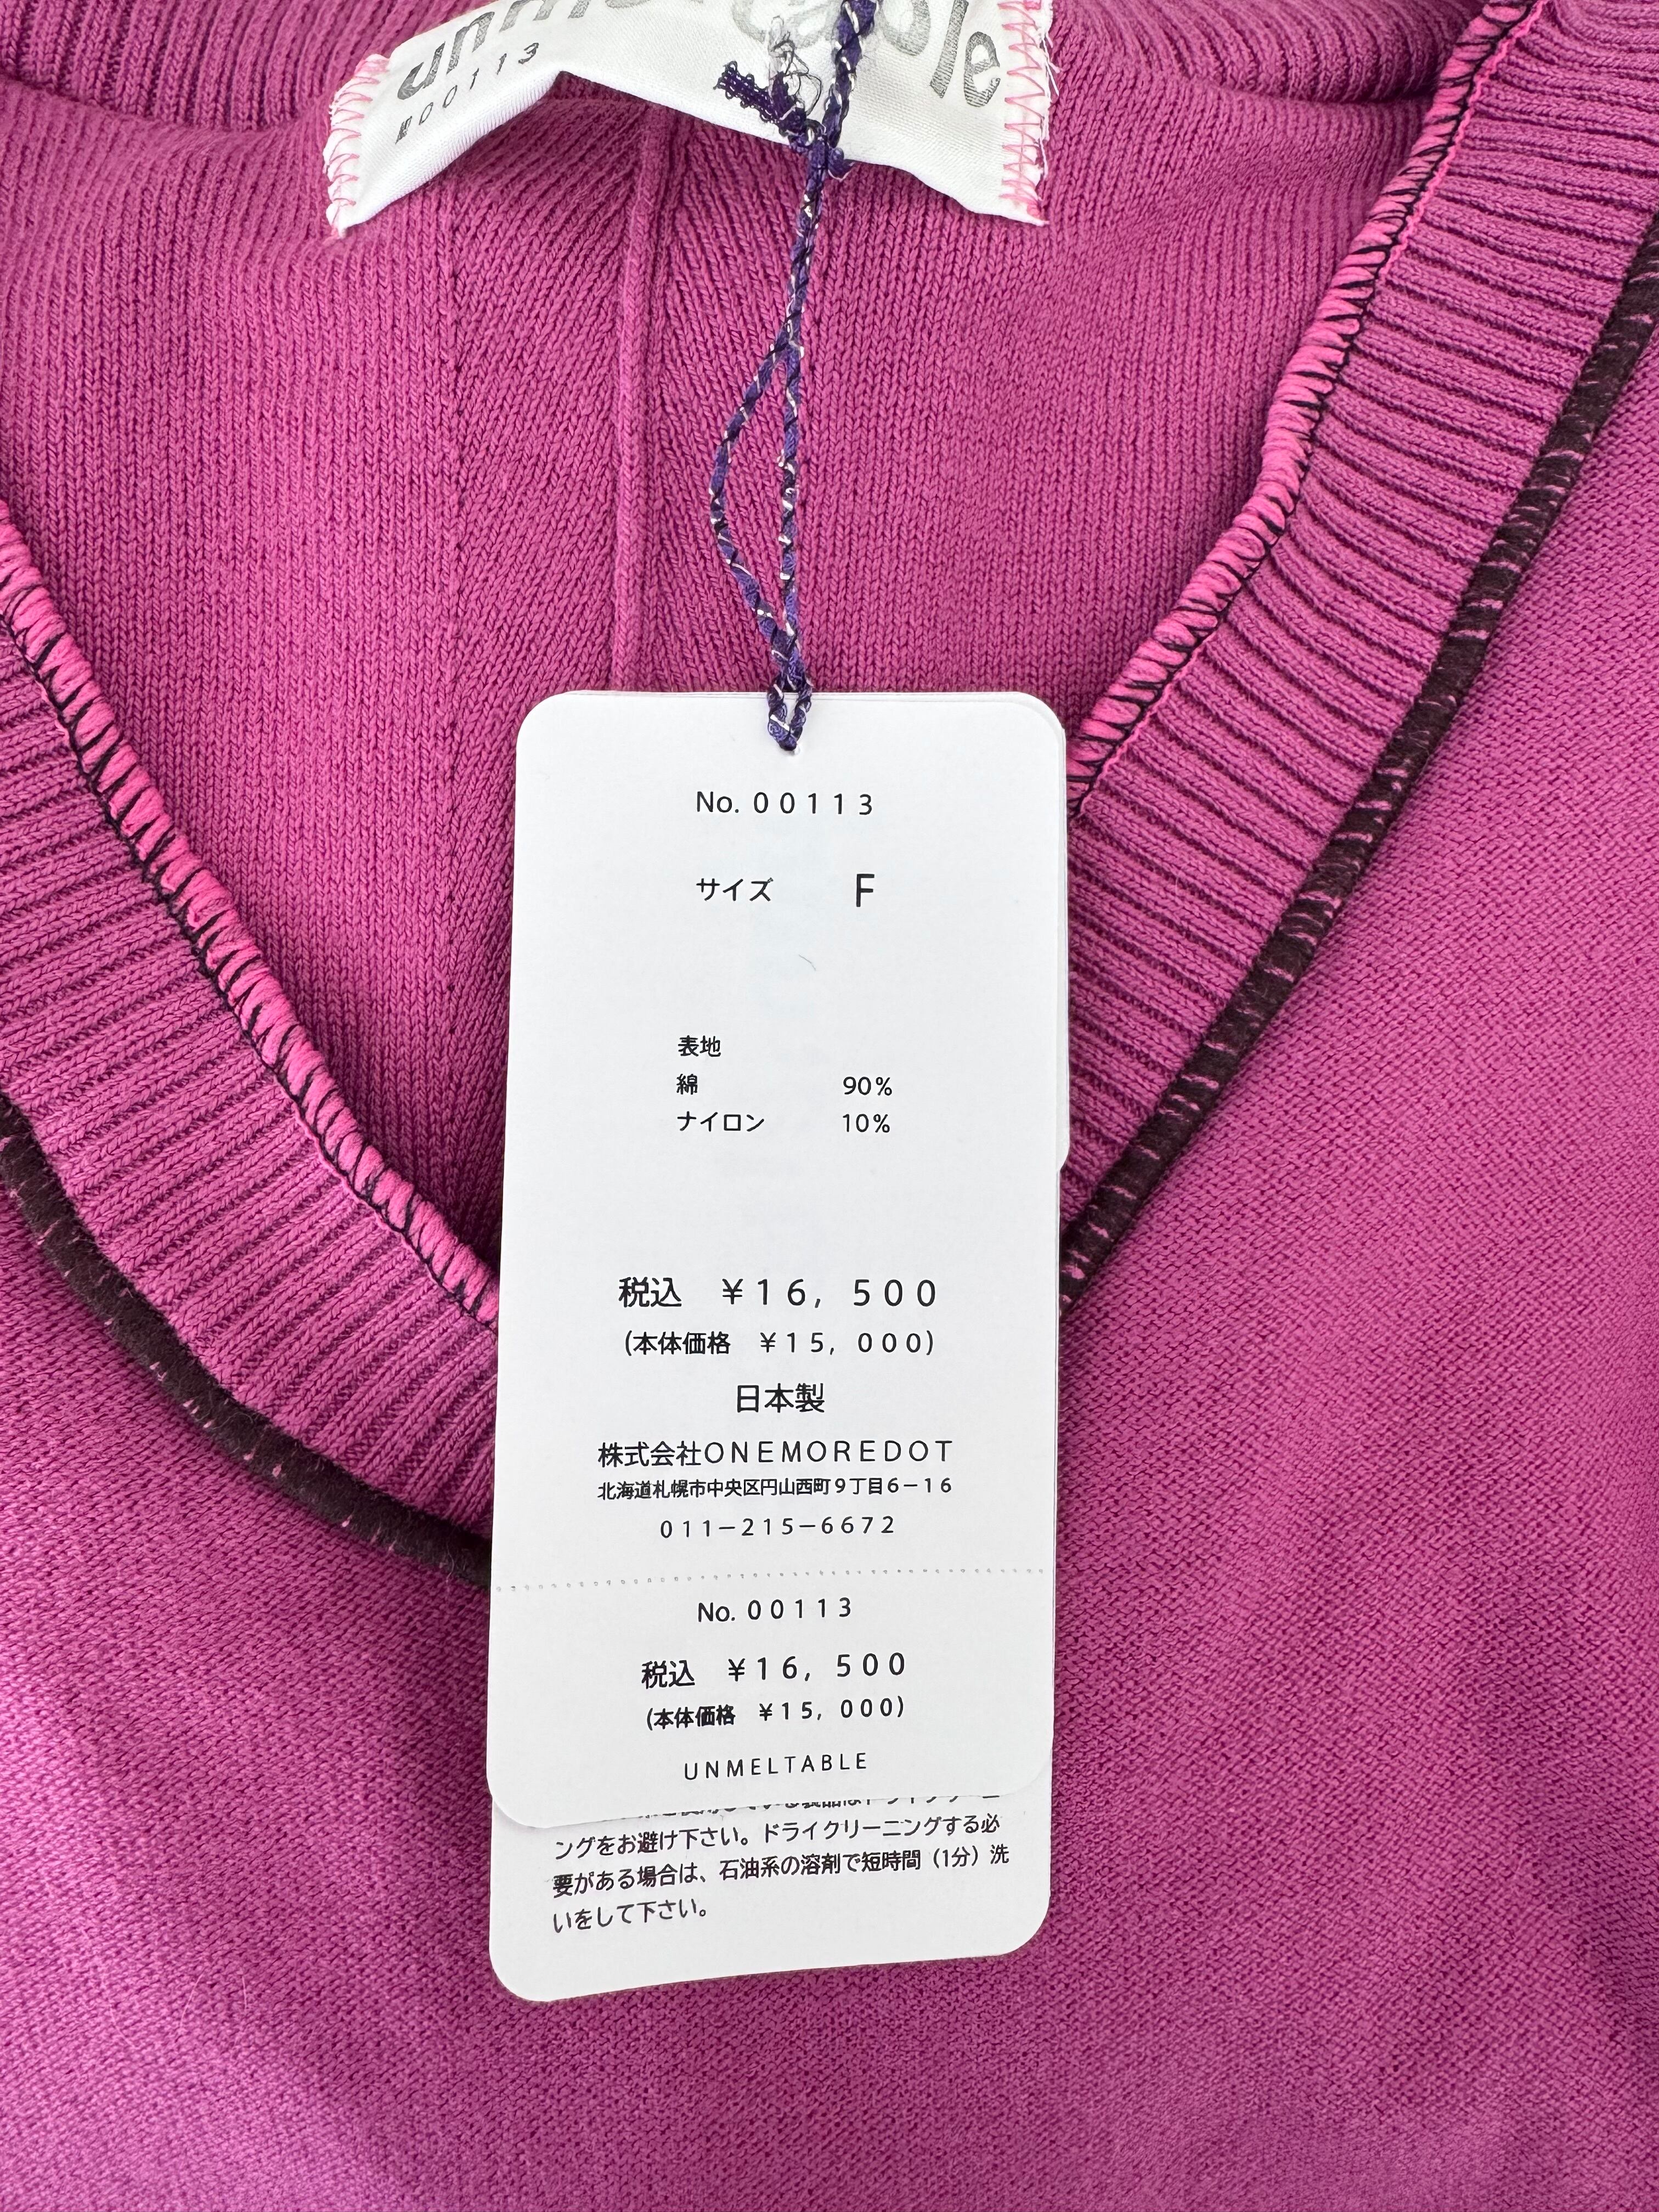 unmeltable
00113
No. 00113
サイズ F
表地
綿 90%
ナイロン 10%
税込 ¥16, 500
(本体価格 ¥15, 000)
日本製
株式会社ONEMOREDOT
北海道札幌市中央区円山西町9丁目6−16
011−215−6672
No. 00113
税込 ¥16, 500
(本体価格 ¥15, 000)
UNMELTABLE
ングをお避け下さい。ドライクリーニングする必
要がある場合は、石油系の溶剤で短時間（1分）洗
いをして下さい。